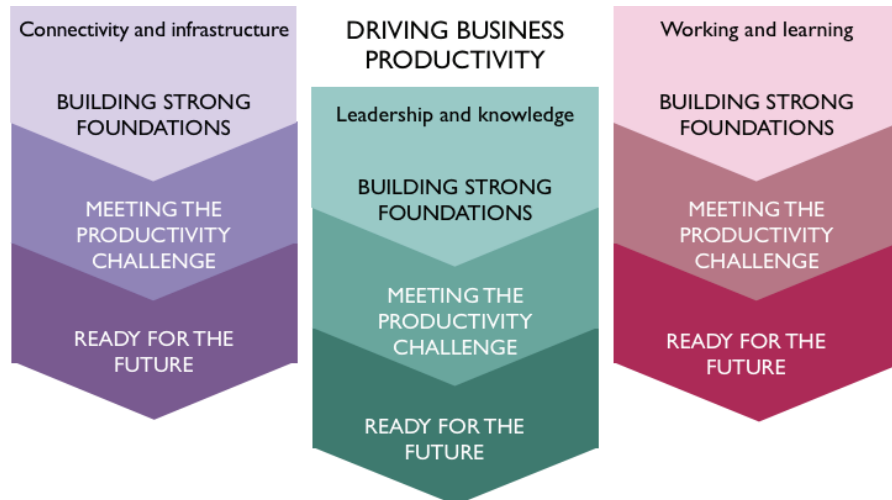 Connectivity and infrastructure
BUILDING STRONG
FOUNDATIONS
MEETING THE
PRODUCTIVITY
CHALLENGE
READY FOR THE
FUTURE
DRIVING BUSINESS
PRODUCTIVITY
Leadership and knowledge
BUILDING STRONG
FOUNDATIONS
MEETING THE
PRODUCTIVITY
CHALLENGE
READY FOR THE
FUTURE
Working and learning
BUILDING STRONG
FOUNDATIONS
MEETING THE
PRODUCTIVITY
CHALLENGE
READY FOR THE
FUTURE